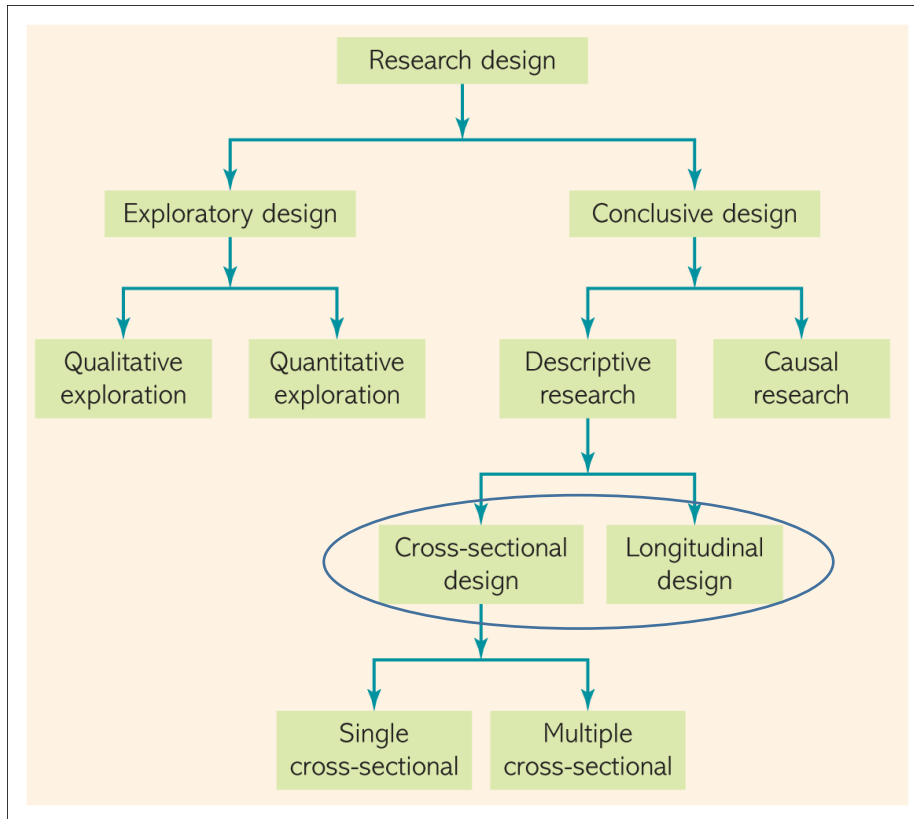 Research design
Exploratory design
Conclusive design
Qualitative
exploration
Quantitative
exploration
Descriptive
research
Causal
research
Cross-sectional
design
Longitudinal
design
Single
cross-sectional
Multiple
cross-sectional